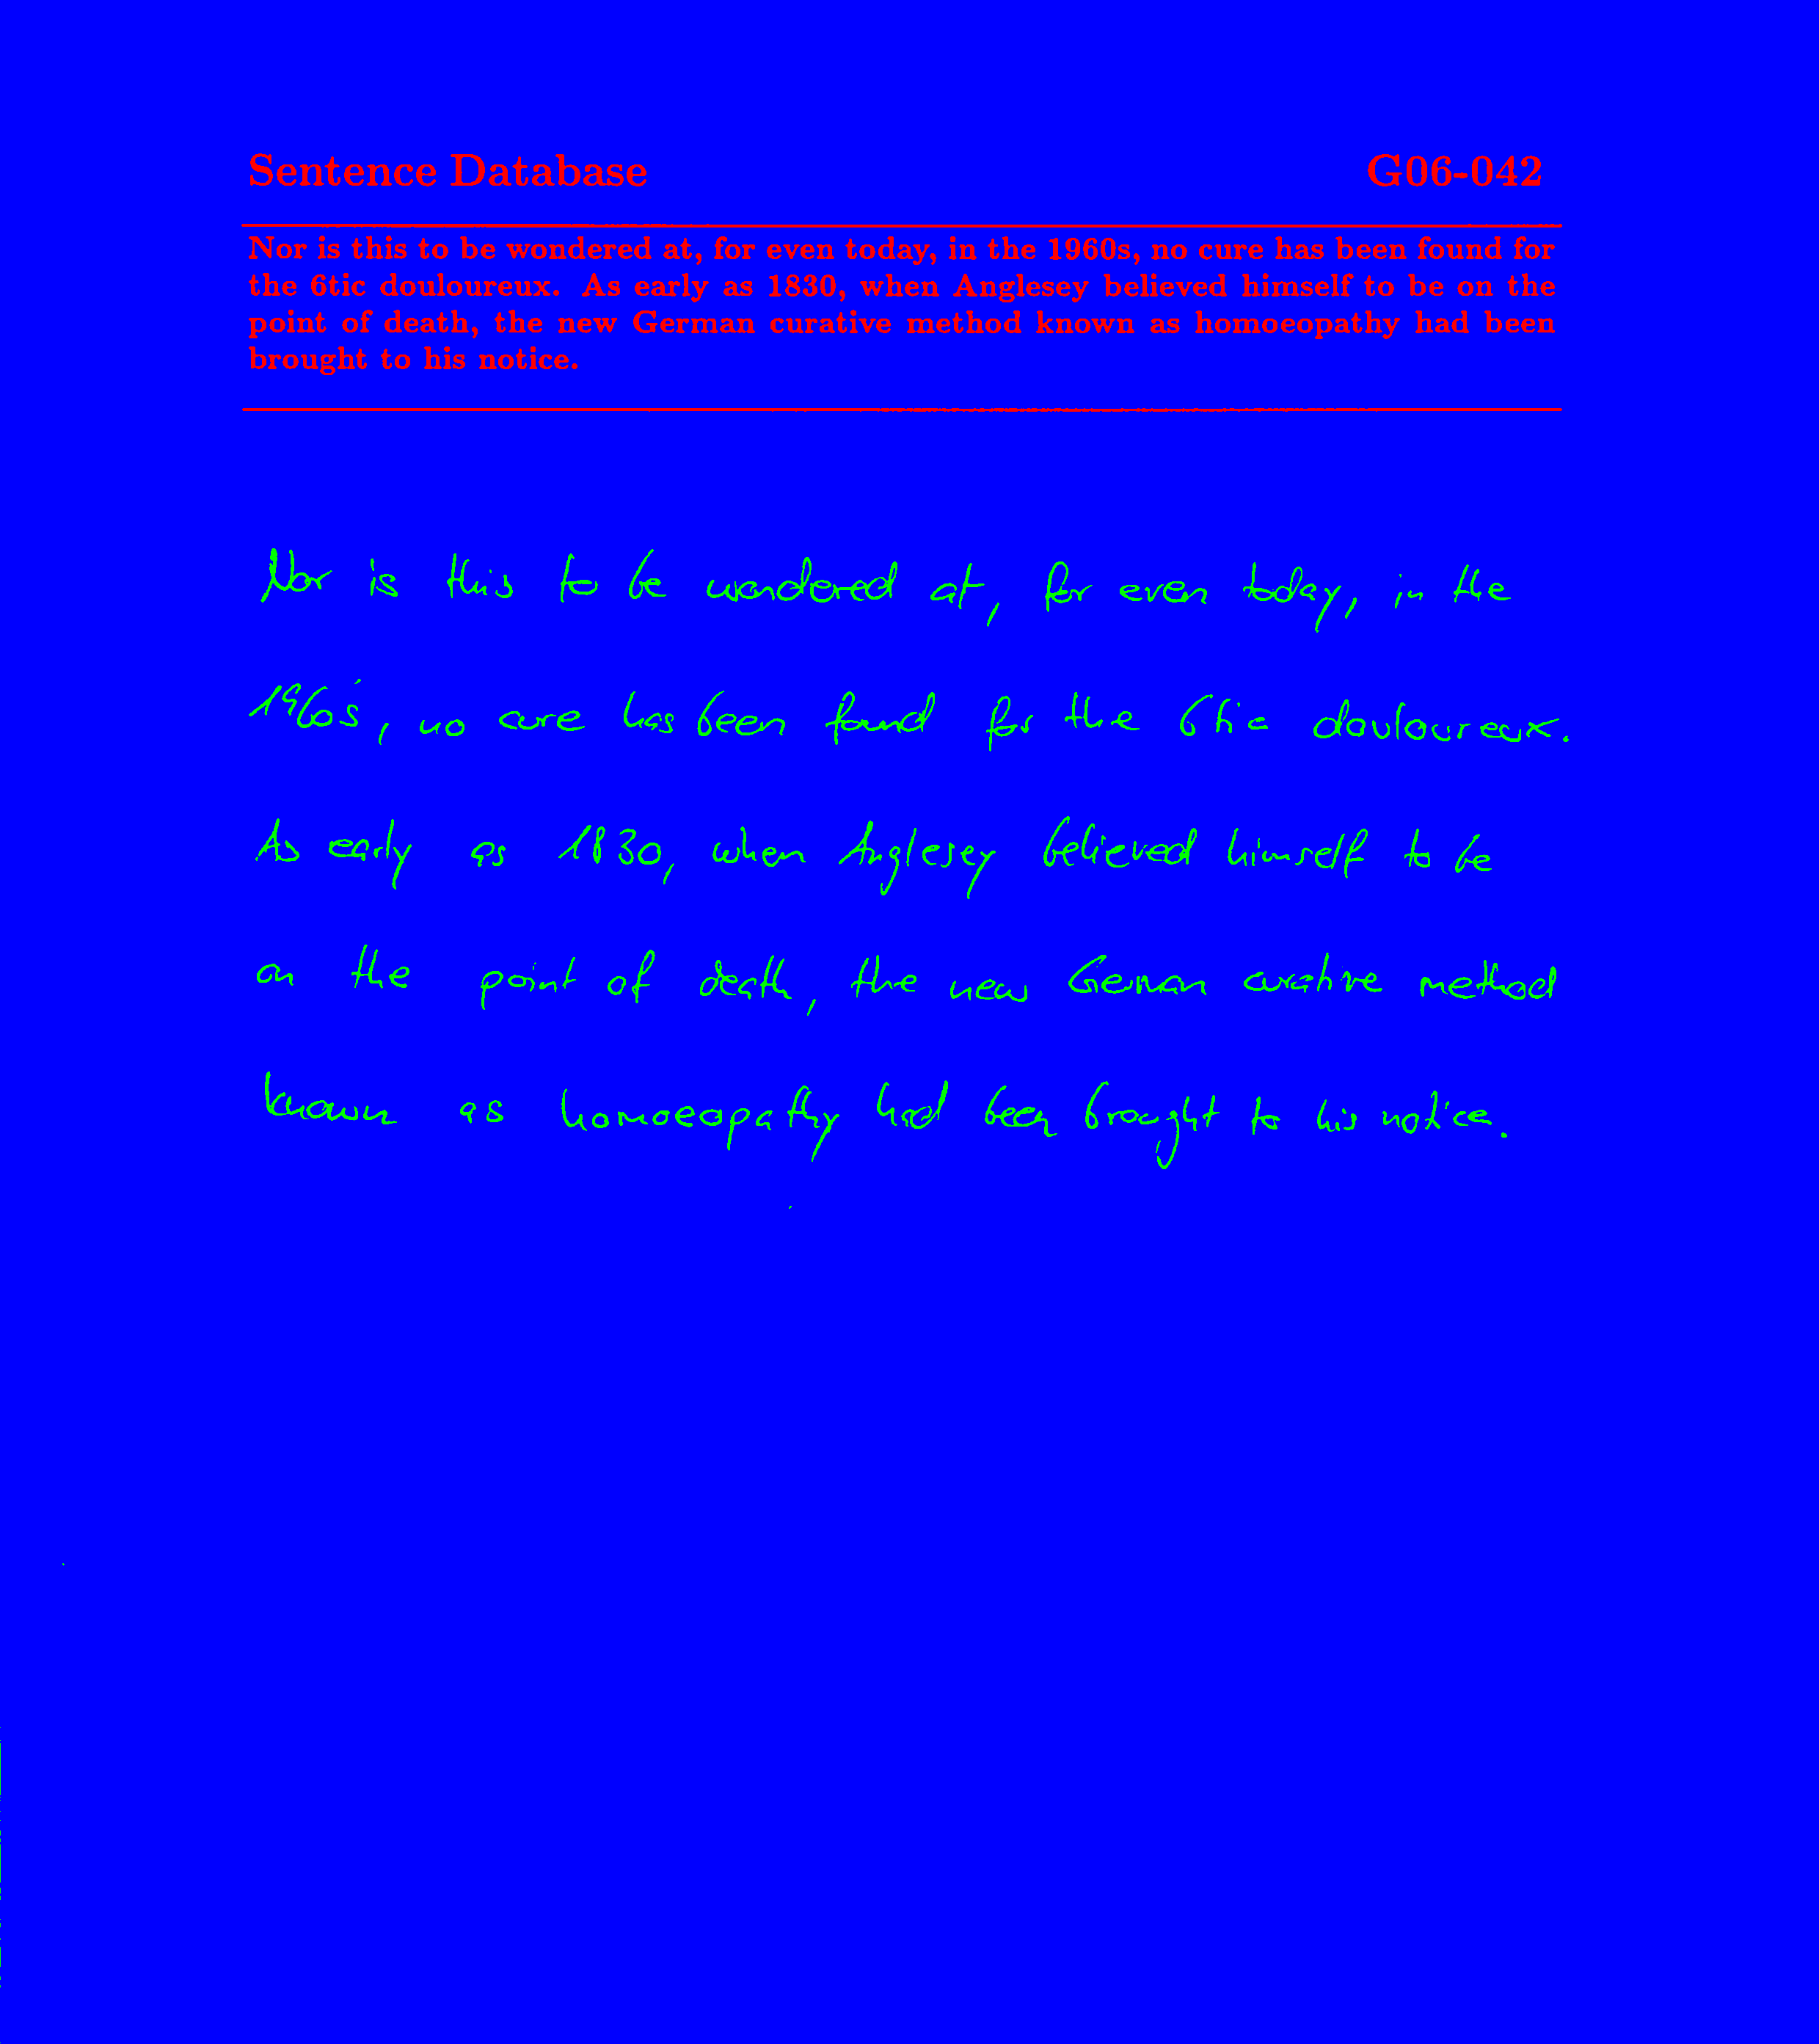 Sentence Database G06-042
Nor is this to be wondered at, for even today, in the 1960s, no cure has been found for
the 6tic douloureux. As early as 1830, when Anglesey believed himself to be on the
point of death, the new German curative method known as homoeopathy had been
brought to his notice.
Nor is this to be wondered at, for even today, in the
1960's, no cure has been found for the 6tic douloureux.
As early as 1830, when Anglesey believed himself to be
on the point of death, the new German curative method
known as homoeopathy had been brought to his notice.